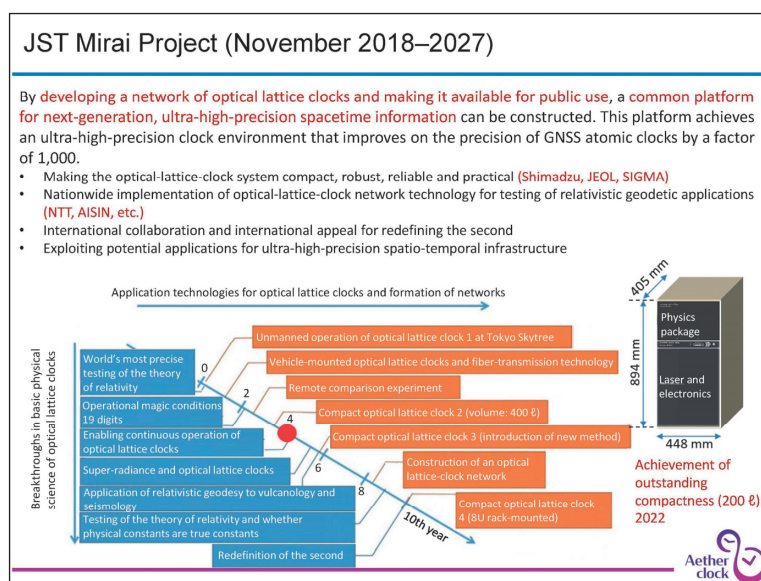 JST Mirai Project (November 2018–2027)
By developing a network of optical lattice clocks and making it available for public use, a common platform
for next-generation, ultra-high-precision spacetime information can be constructed. This platform achieves
an ultra-high-precision clock environment that improves on the precision of GNSS atomic clocks by a factor
of 1,000.
• Making the optical-lattice-clock system compact, robust, reliable and practical (Shimadzu, JEOL, SIGMA)
• Nationwide implementation of optical-lattice-clock network technology for testing of relativistic geodetic applications
(NTT, AISIN, etc.)
• International collaboration and international appeal for redefining the second
• Exploiting potential applications for ultra-high-precision spatio-temporal infrastructure
Application technologies for optical lattice clocks and formation of networks
Breakthroughs in basic physical
science of optical lattice clocks
World's most precise
testing of the theory
of relativity
Operational magic conditions
19 digits
Enabling continuous operation of
optical lattice clocks
Super-radiance and optical lattice clocks
Application of relativistic geodesy to vulcanology and
seismology
Testing of the theory of relativity and whether
physical constants are true constants
Redefinition of the second
0
2
4
6
8
10th year
Unmanned operation of optical lattice clock 1 at Tokyo Skytree
Vehicle-mounted optical lattice clocks and fiber-transmission technology
Remote comparison experiment
Compact optical lattice clock 2 (volume: 400 ℓ)
Compact optical lattice clock 3 (introduction of new method)
Construction of an optical
lattice-clock network
Compact optical lattice clock
4 (8U rack-mounted)
405 mm
894 mm
448 mm
Physics
package
Laser and
electronics
Achievement of
outstanding
compactness (200 ℓ)
2022
Aether
clock